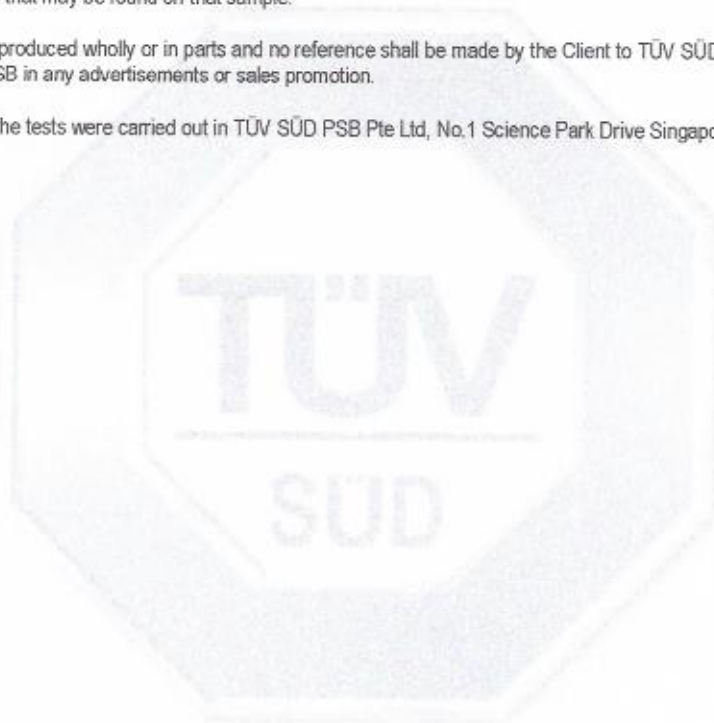 that may be found on that sample.
produced wholly or in parts and no reference shall be made by the Client to TÜV SÜD
SB in any advertisements or sales promotion.
he tests were carried out in TÜV SÜD PSB Pte Ltd, No.1 Science Park Drive Singapo
TÜV
SÜD